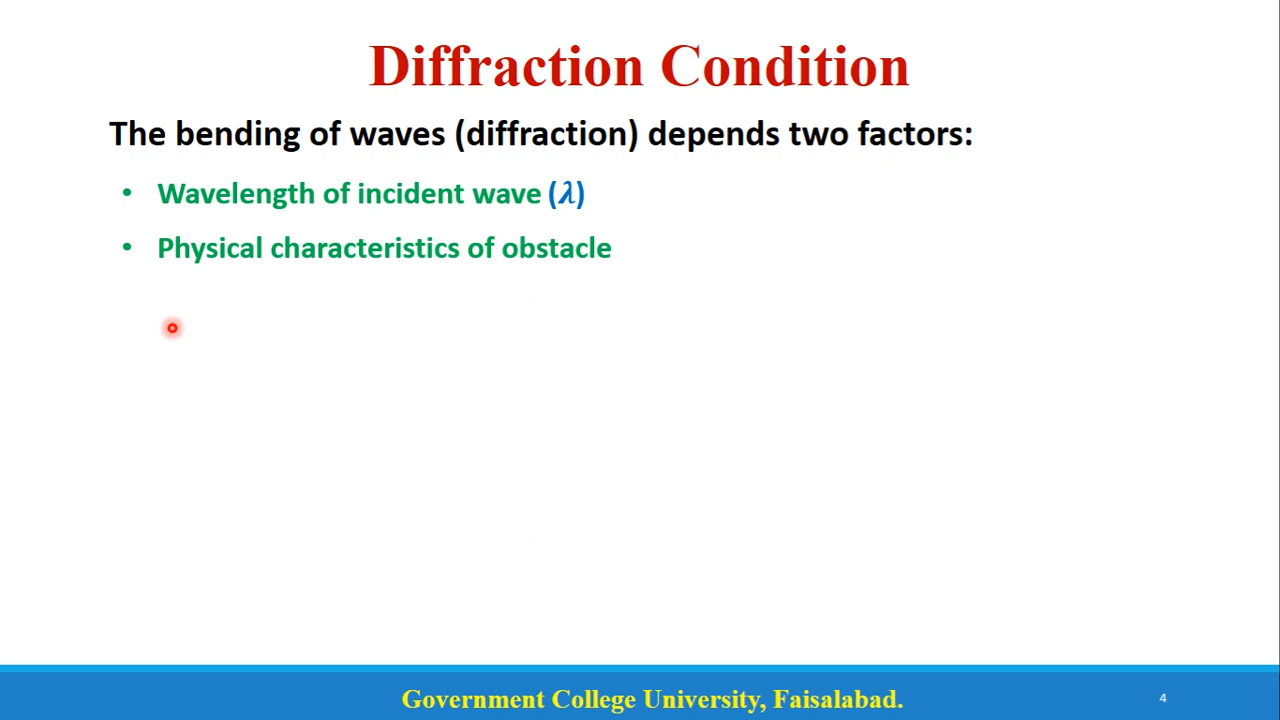 Diffraction Condition
The bending of waves (diffraction) depends two factors:
• Wavelength of incident wave (λ)
• Physical characteristics of obstacle
Government College University, Faisalabad.
4